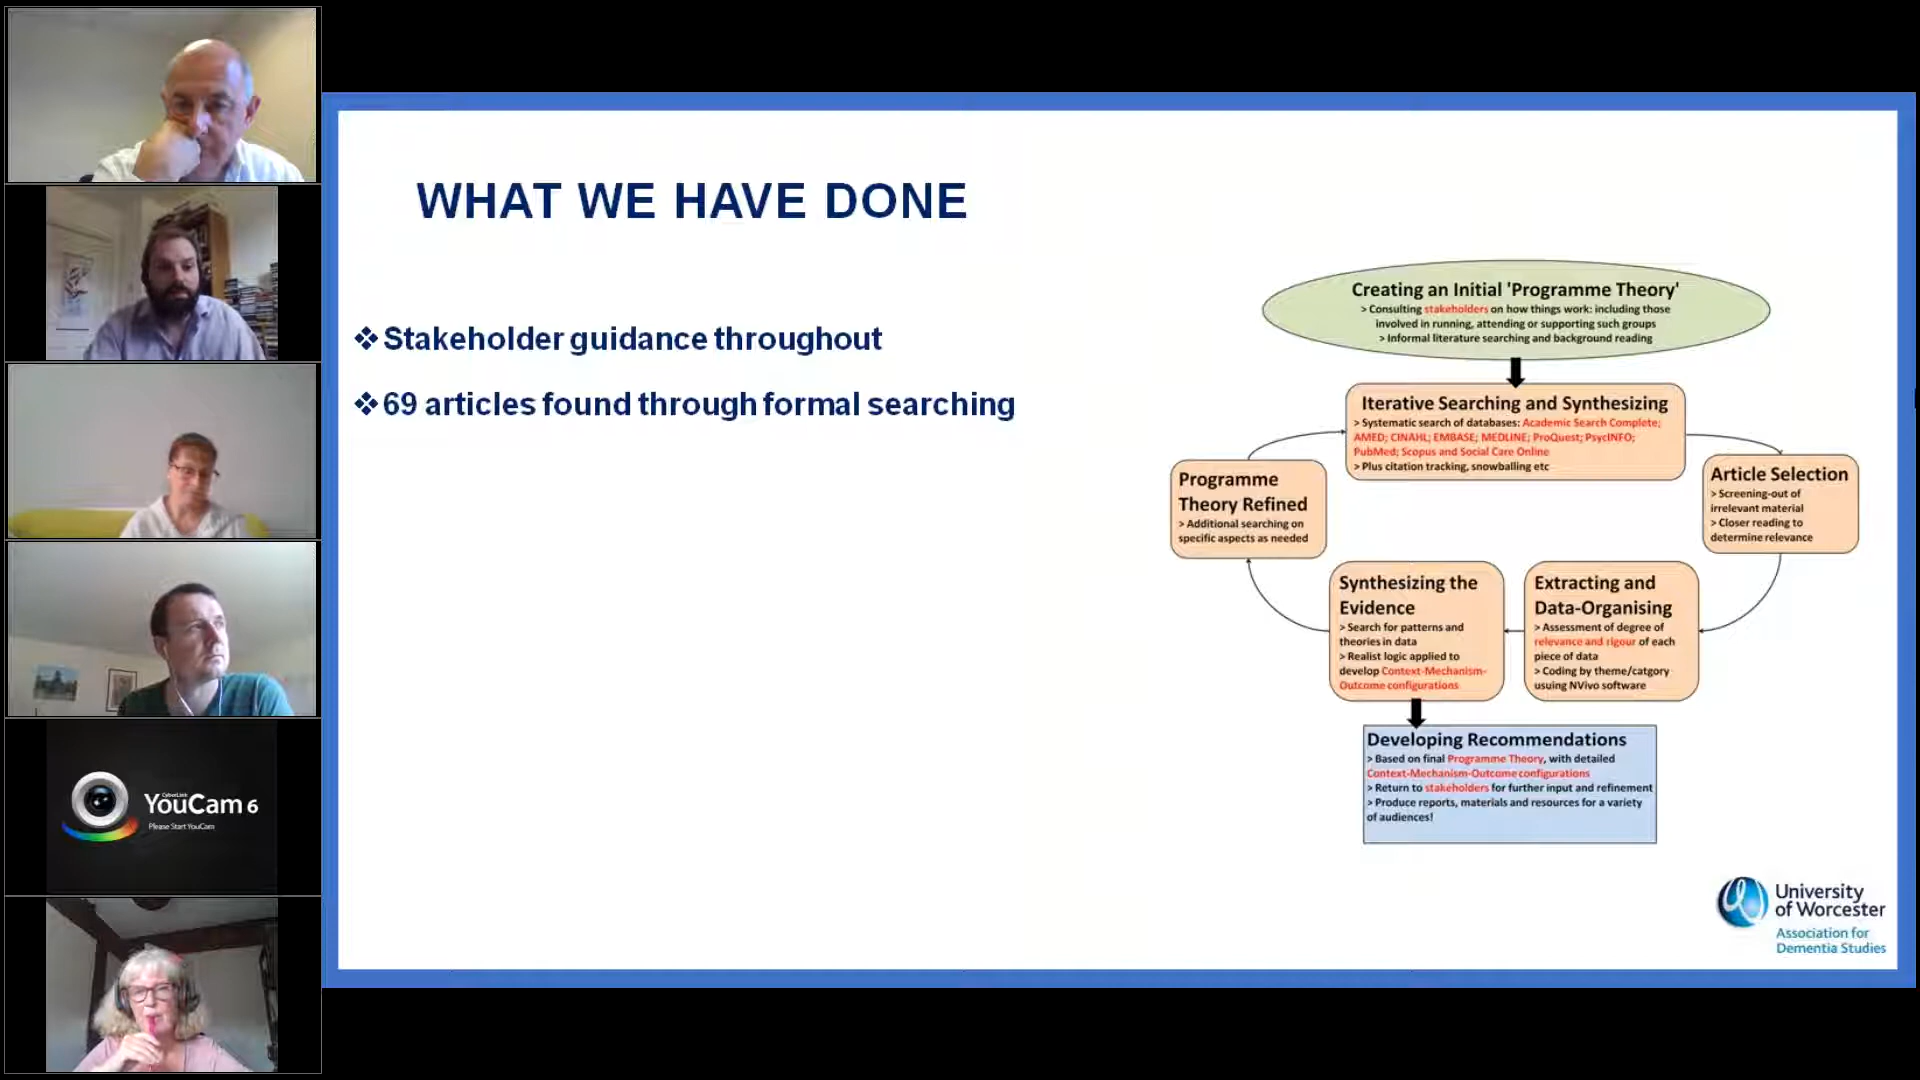 WHAT WE HAVE DONE
❖Stakeholder guidance throughout
❖69 articles found through formal searching
Creating an Initial 'Programme Theory'
> Consulting stakeholders on how things work: including those
involved in running, attending or supporting such groups
> Informal literature searching and background reading
Iterative Searching and Synthesizing
> Systematic search of databases: Academic Search Complete;
AMED; CINAHL; EMBASE; MEDLINE; ProQuest; PsycINFO;
PubMed; Scopus and Social Care Online
> Plus citation tracking, snowballing etc
Article Selection
> Screening-out of
irrelevant material
> Closer reading to
determine relevance
Extracting and
Data-Organising
> Assessment of degree of
relevance and rigour of each
piece of data
> Coding by theme/catgory
usuing NVivo software
Synthesizing the
Evidence
> Search for patterns and
theories in data
> Realist logic applied to
develop Context-Mechanism-
Outcome configurations
Programme
Theory Refined
> Additional searching on
specific aspects as needed
Developing Recommendations
> Based on final Programme Theory, with detailed
Context-Mechanism-Outcome configurations
> Return to stakeholders for further input and refinement
> Produce reports, materials and resources for a variety
of audiences!
University
of Worcester
Association for
Dementia Studies
CyberLink
YouCam 6
Please Start YouCam